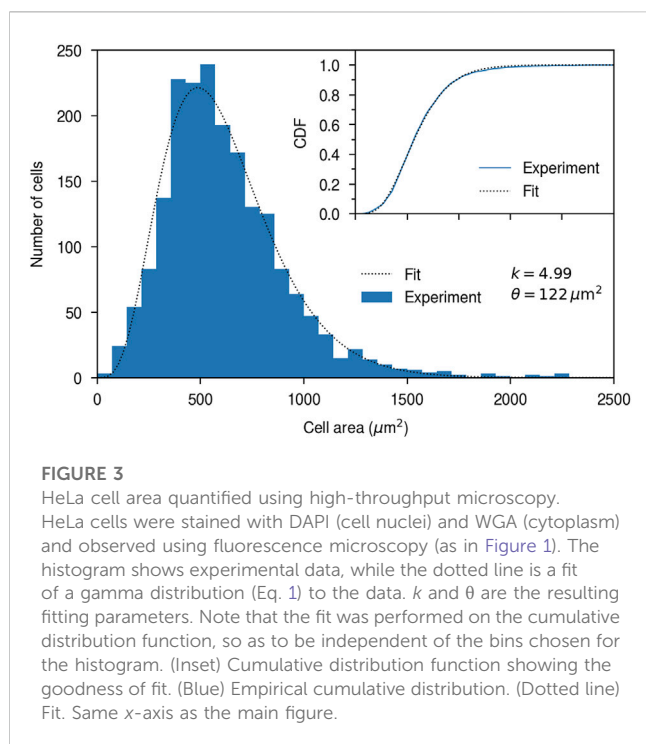 250
200
150
100
50
0
Number of cells
0
500
1000
1500
2000
2500
Cell area (μm²)
1.0
0.8
0.6
0.4
0.2
0.0
CDF
Experiment
Fit
Fit
Experiment
k = 4.99
θ = 122 μm²
FIGURE 3
HeLa cell area quantified using high-throughput microscopy.
HeLa cells were stained with DAPI (cell nuclei) and WGA (cytoplasm)
and observed using fluorescence microscopy (as in Figure 1). The
histogram shows experimental data, while the dotted line is a fit
of a gamma distribution (Eq. 1) to the data. k and θ are the resulting
fitting parameters. Note that the fit was performed on the cumulative
distribution function, so as to be independent of the bins chosen for
the histogram. (Inset) Cumulative distribution function showing the
goodness of fit. (Blue) Empirical cumulative distribution. (Dotted line)
Fit. Same x-axis as the main figure.